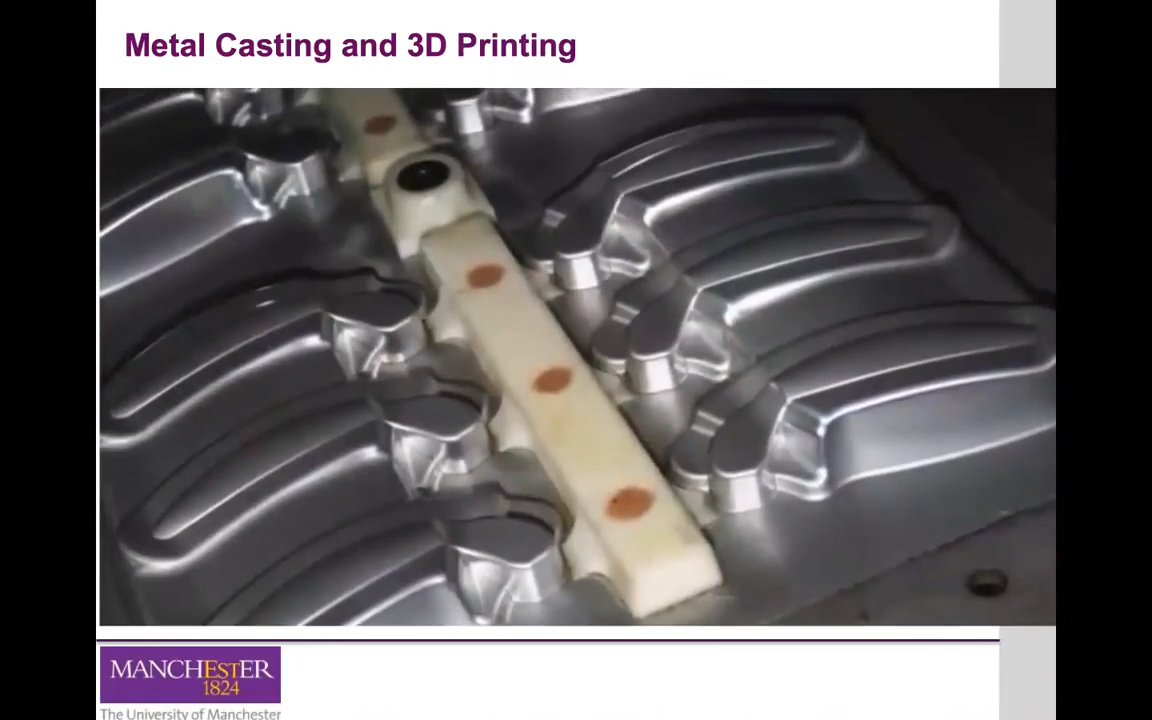 Metal Casting and 3D Printing
MANCHESTER
1824
The University of Manchester